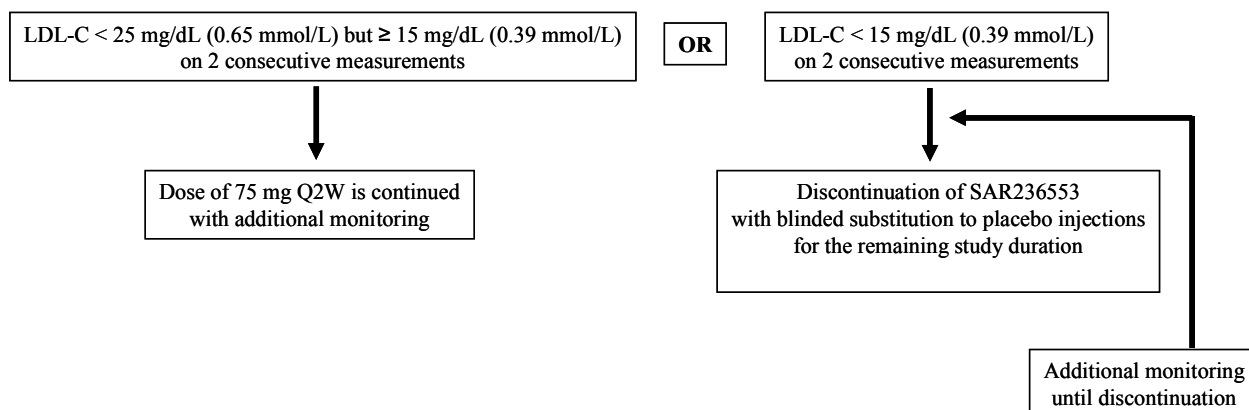 LDL-C < 25 mg/dL (0.65 mmol/L) but ≥ 15 mg/dL (0.39 mmol/L)
on 2 consecutive measurements
OR
LDL-C < 15 mg/dL (0.39 mmol/L)
on 2 consecutive measurements
Dose of 75 mg Q2W is continued
with additional monitoring
Discontinuation of SAR236553
with blinded substitution to placebo injections
for the remaining study duration
Additional monitoring
until discontinuation